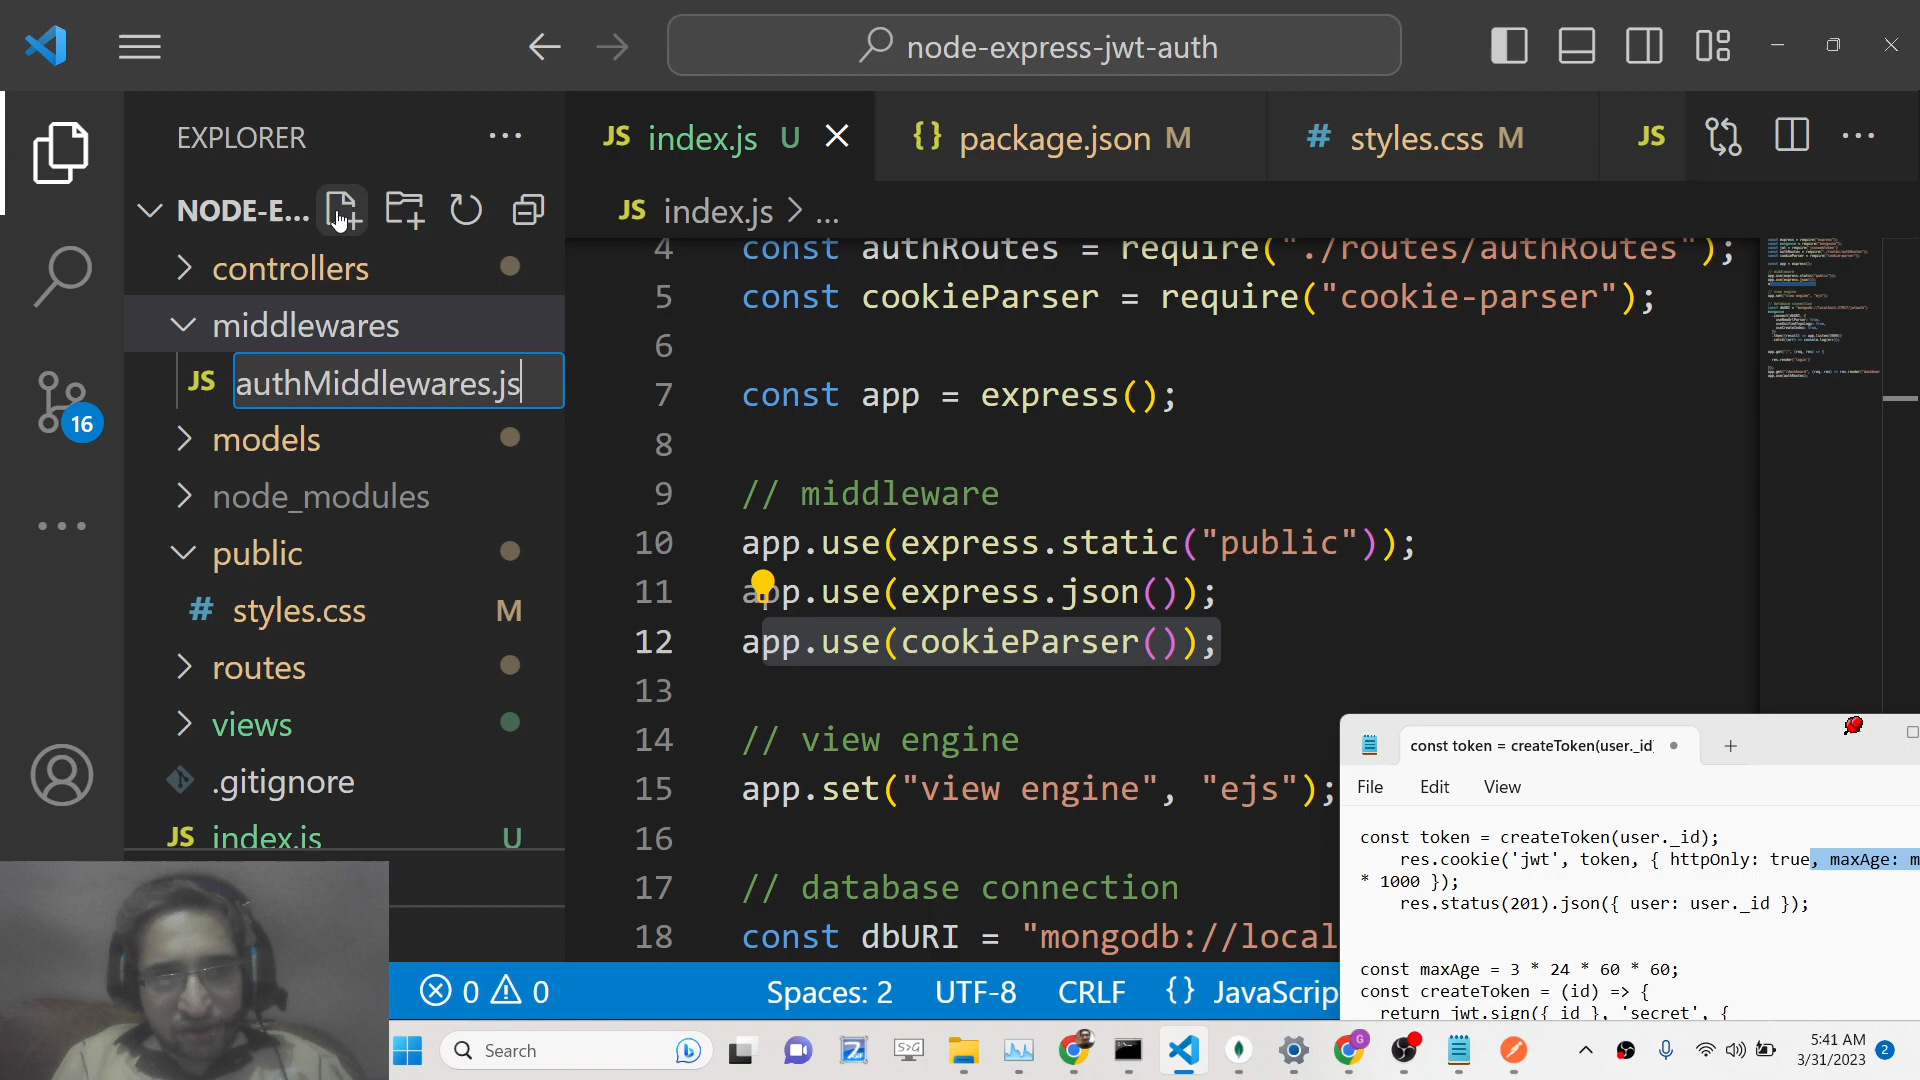 node-express-jwt-auth
EXPLORER
NODE-E...
controllers
middlewares
JS authMiddlewares.js
models
node_modules
public
# styles.css M
routes
views
.gitignore
JS index.js U
16
JS index.js U
{} package.json M
# styles.css M
JS
JS index.js > ...
4 const authRoutes = require("./routes/authRoutes");
5 const cookieParser = require("cookie-parser");
6
7 const app = express();
8
9 // middleware
10 app.use(express.static("public"));
11 app.use(express.json());
12 app.use(cookieParser());
13
14 // view engine
15 app.set("view engine", "ejs");
16
17 // database connection
18 const dbURI = "mongodb://local
const token = createToken(user._id)
File Edit View
const token = createToken(user._id);
res.cookie('jwt', token, { httpOnly: true, maxAge: m
* 1000 });
res.status(201).json({ user: user._id });
const maxAge = 3 * 24 * 60 * 60;
const createToken = (id) => {
return jwt.sign({ id }, 'secret', {
0 0
Spaces: 2 UTF-8 CRLF {} JavaScrip
Search
5:41 AM
3/31/2023
2